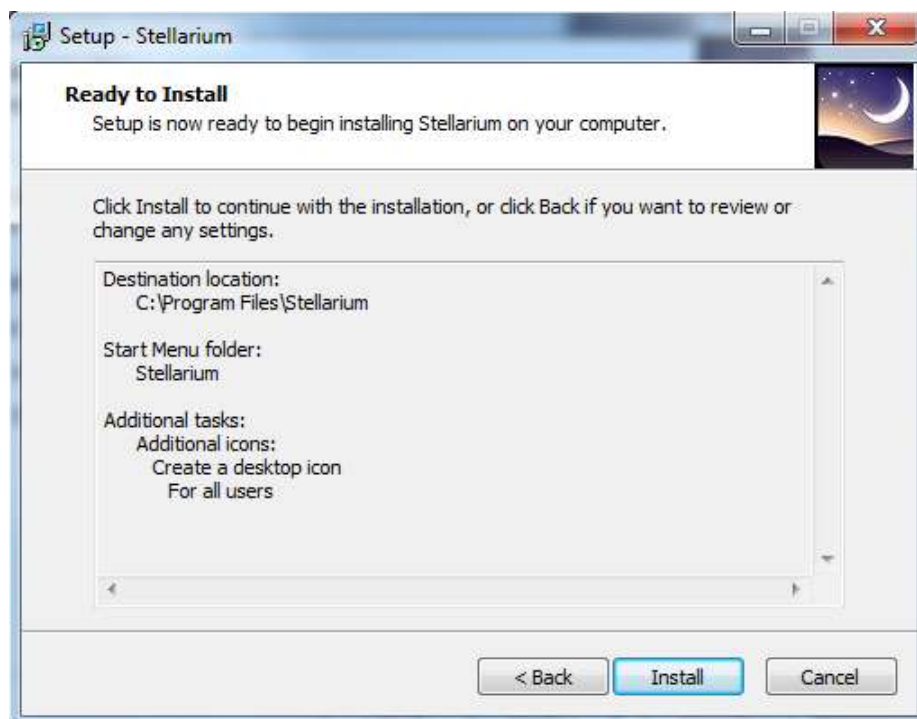 Setup - Stellarium
Ready to Install
Setup is now ready to begin installing Stellarium on your computer.
Click Install to continue with the installation, or click Back if you want to review or
change any settings.
Destination location:
C:\Program Files\Stellarium
Start Menu folder:
Stellarium
Additional tasks:
Additional icons:
Create a desktop icon
For all users
< Back Install Cancel